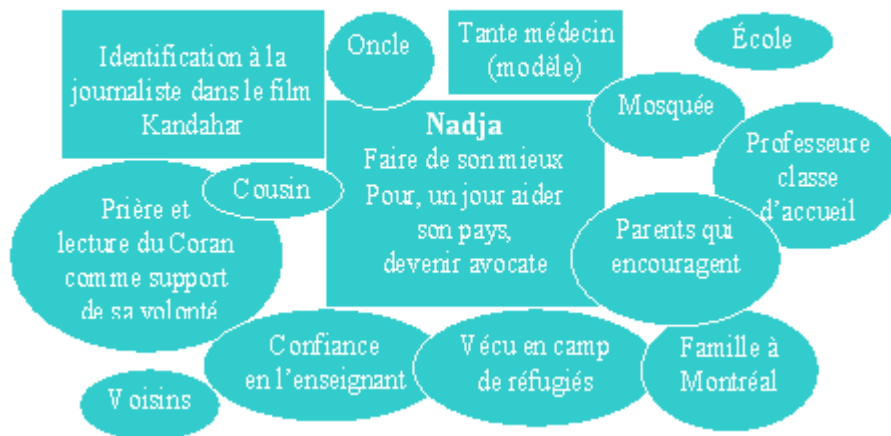 Identification à la
journaliste dans le film
Kandahar
Oncle
Tante médecin
(modèle)
École
Mosquée
Nadja
Faire de son mieux
Pour, un jour aider
son pays,
devenir avocate
Professeure
classe
d'accueil
Cousin
Prière et
lecture du Coran
comme support
de sa volonté
Parents qui
encouragent
Confiance
en l'enseignant
Vécu en camp
de réfugiés
Famille à
Montréal
Voisins